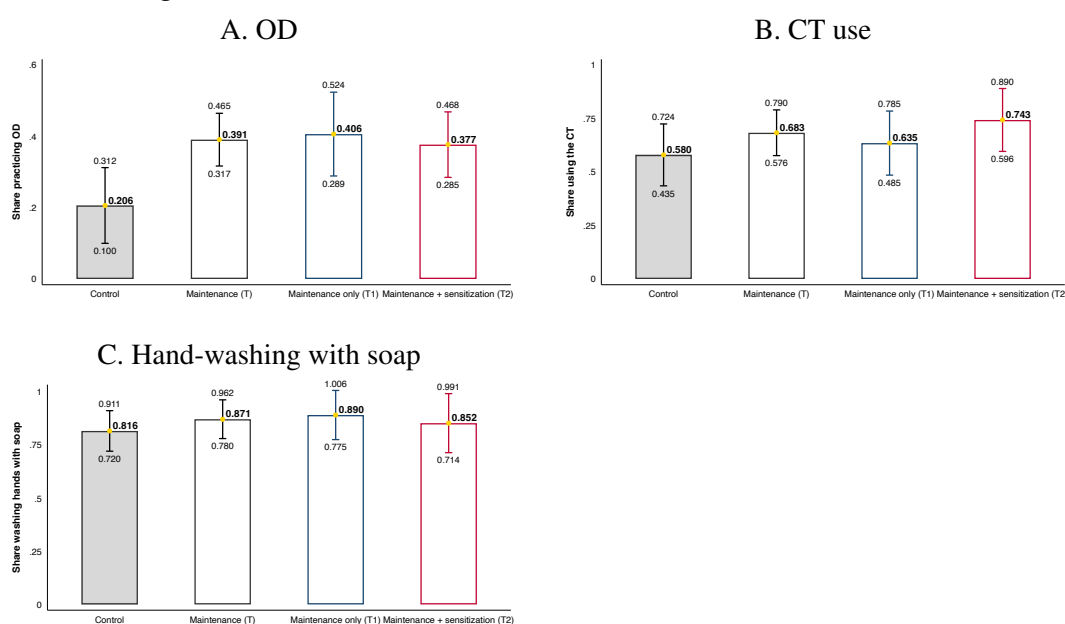 A. OD
.6
.4
.2
0
Share practicing OD
0.312
0.206
0.100
0.465
0.391
0.317
0.524
0.406
0.289
0.468
0.377
0.285
Control
Maintenance (T)
Maintenance only (T1)
Maintenance + sensitization (T2)
B. CT use
1
.75
.5
.25
0
Share using the CT
0.724
0.580
0.435
0.790
0.683
0.576
0.785
0.635
0.485
0.890
0.743
0.596
Control
Maintenance (T)
Maintenance only (T1)
Maintenance + sensitization (T2
C. Hand-washing with soap
1
.75
.5
.25
0
Share washing hands with soap
0.911
0.816
0.720
0.962
0.871
0.780
1.006
0.890
0.775
0.991
0.852
0.714
Control
Maintenance (T)
Maintenance only (T1)
Maintenance + sensitization (T2)